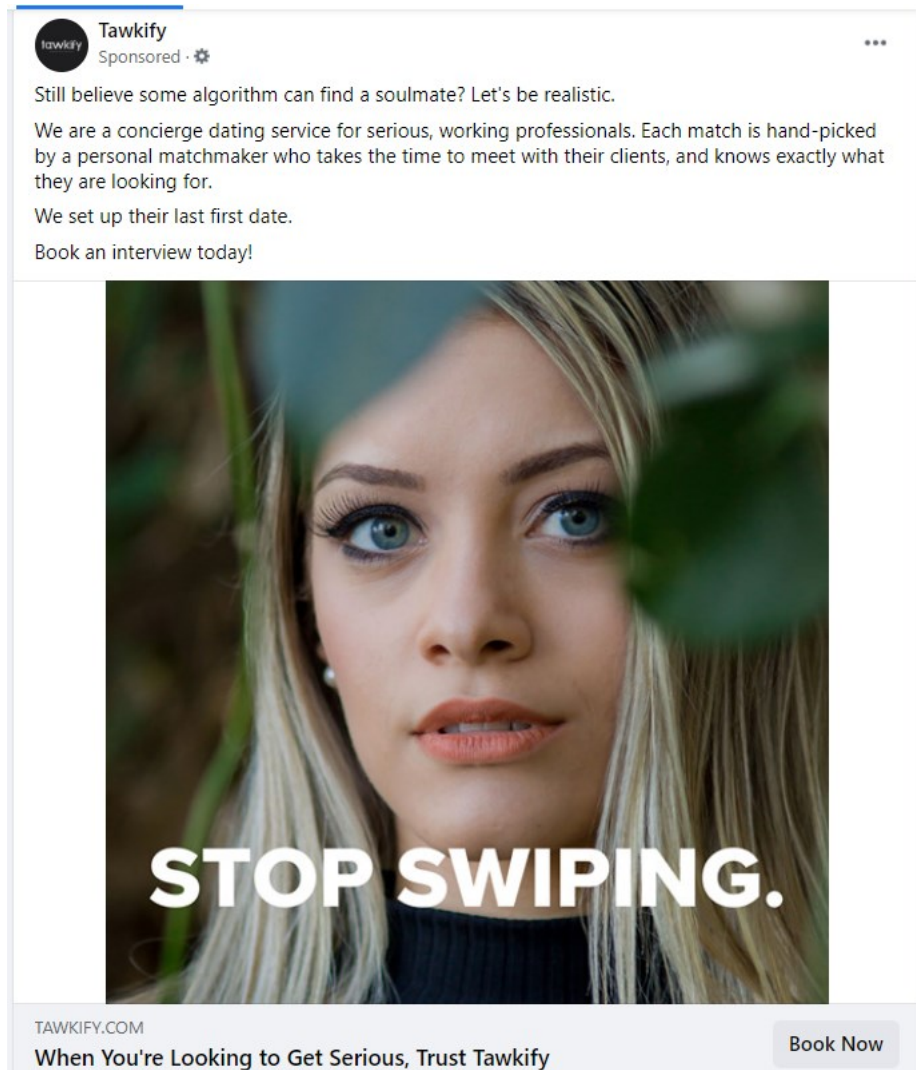 tawkify
Tawkify
Sponsored ·
Still believe some algorithm can find a soulmate? Let's be realistic.
We are a concierge dating service for serious, working professionals. Each match is hand-picked
by a personal matchmaker who takes the time to meet with their clients, and knows exactly what
they are looking for.
We set up their last first date.
Book an interview today!
STOP SWIPING.
TAWKIFY.COM
When You're Looking to Get Serious, Trust Tawkify
Book Now